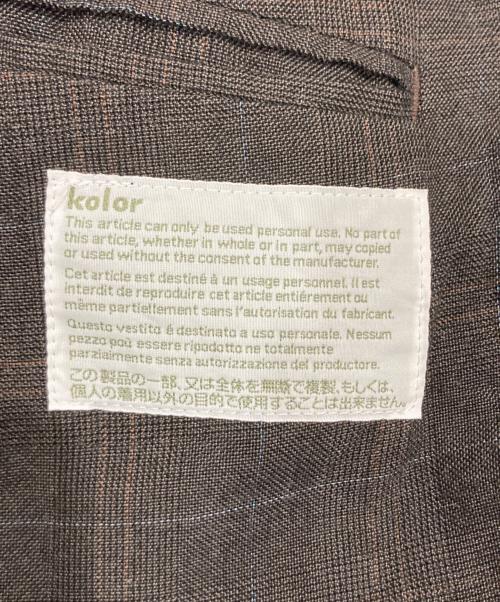 kolor
This article can only be used personal use. No part of
this article, whether in whole or in part, may copied
or used without the consent of the manufacturer.
Cet article est destiné à un usage personnel. Il est
interdit de reproduire cet article entiérement ou
même partiellement sans l'autorisation du fabricant.
Questo vestito é destinato a uso personale. Nessun
pezzo poù essere ripodotto ne totalmente
parzialmente senza autorizzazione del produttore.
この製品の一部、又は全体を無断で複製、もしくは、
個人の着用以外の目的で使用することは出来ません。